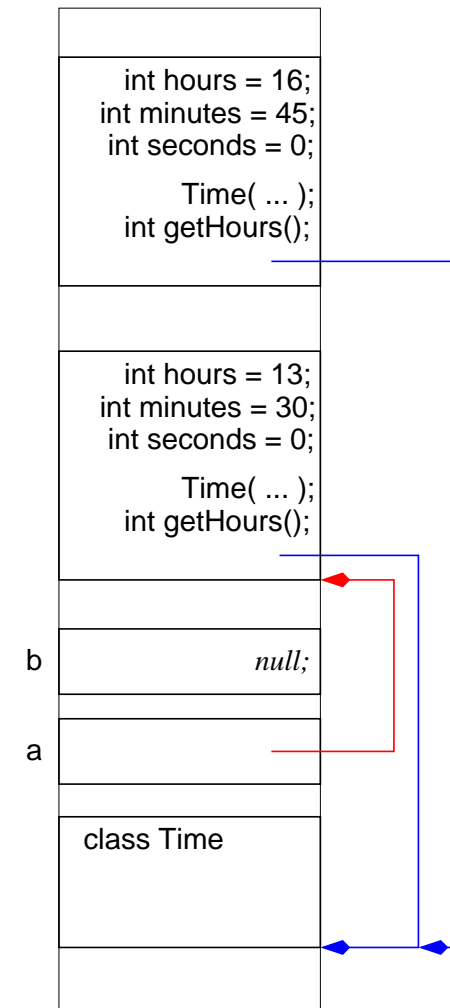 int hours = 16;
int minutes = 45;
int seconds = 0;
Time( ... );
int getHours();
int hours = 13;
int minutes = 30;
int seconds = 0;
Time( ... );
int getHours();
b null;
a
class Time